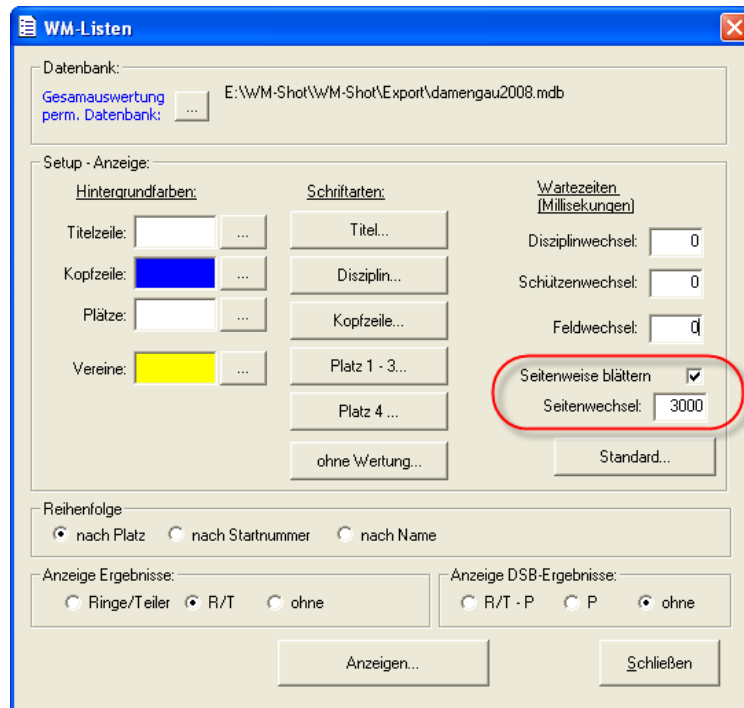 WM-Listen
Datenbank:
Gesamauswertung
perm. Datenbank:
...
E:\WM-Shot\WM-Shot\Export\damengau2008.mdb
Setup - Anzeige:
Hintergrundfarben:
Titelzeile: ...
Kopfzeile: ...
Plätze: ...
Vereine: ...
Schriftarten:
Titel...
Disziplin...
Kopfzeile...
Platz 1 - 3...
Platz 4 ...
ohne Wertung...
Wartezeiten
(Millisekungen)
Disziplinwechsel: 0
Schützenwechsel: 0
Feldwechsel: 0
Seitenweise blättern
Seitenwechsel: 3000
Standard...
Reihenfolge
nach Platz nach Startnummer nach Name
Anzeige Ergebnisse:
Ringe/Teiler R/T ohne
Anzeige DSB-Ergebnisse:
R/T - P P ohne
Anzeigen... Schließen